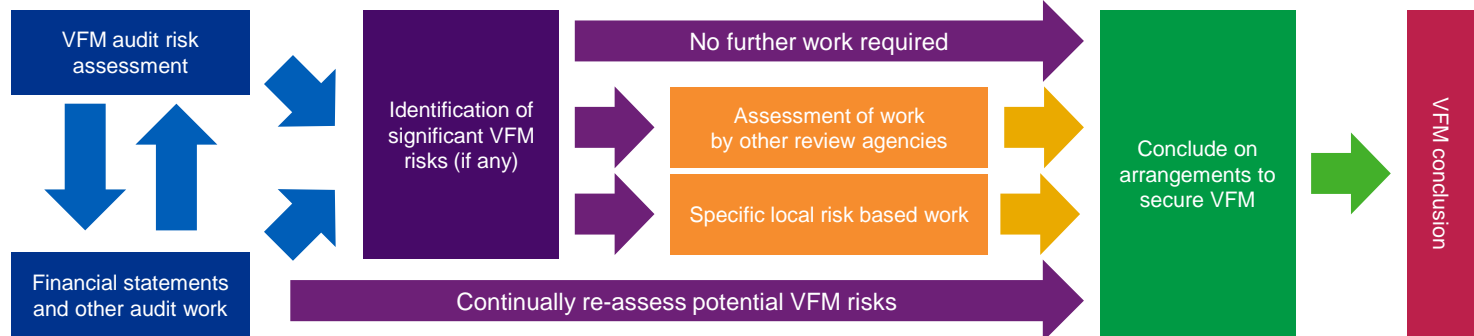 VFM audit risk
assessment
Financial statements
and other audit work
Identification of
significant VFM
risks (if any)
No further work required
Assessment of work
by other review agencies
Specific local risk based work
Continually re-assess potential VFM risks
Conclude on
arrangements to
secure VFM
VFM conclusion